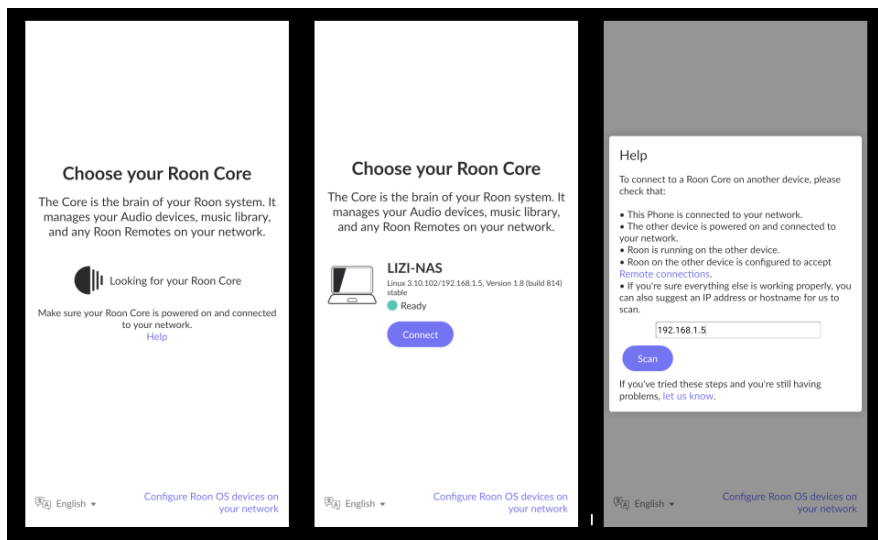 Choose your Roon Core
The Core is the brain of your Roon system. It
manages your Audio devices, music library,
and any Roon Remotes on your network.
Looking for your Roon Core
Make sure your Roon Core is powered on and connected
to your network.
Help
English
Configure Roon OS devices on
your network
Choose your Roon Core
The Core is the brain of your Roon system. It
manages your Audio devices, music library,
and any Roon Remotes on your network.
LIZI-NAS
Linux 3.10.102/192.168.1.5, Version 1.8 (build 814)
stable
Ready
Connect
English
Configure Roon OS devices on
your network
Help
To connect to a Roon Core on another device, please
check that:
• This Phone is connected to your network.
• The other device is powered on and connected to
your network.
• Roon is running on the other device.
• Roon on the other device is configured to accept
Remote connections.
• If you're sure everything else is working properly, you
can also suggest an IP address or hostname for us to
scan.
192.168.1.5
Scan
If you've tried these steps and you're still having
problems, let us know.
English
Configure Roon OS devices on
your network